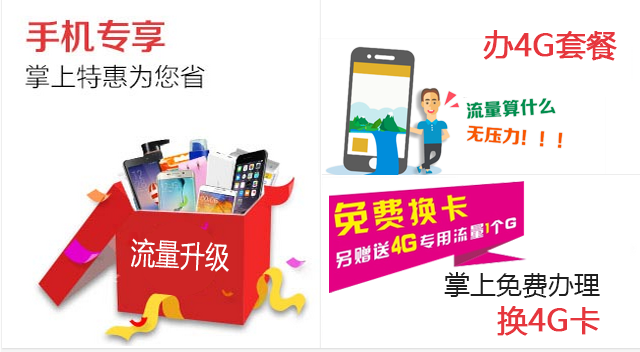 手机专享
掌上特惠为您省
流量升级
办4G套餐
流量算什么
无压力！！！
免费换卡
另赠送4G专用流量1个G
掌上免费办理
换4G卡